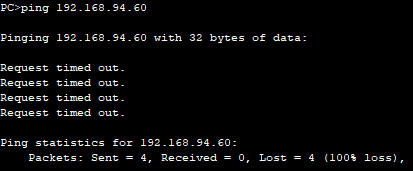 PC>ping 192.168.94.60
Pinging 192.168.94.60 with 32 bytes of data:
Request timed out.
Request timed out.
Request timed out.
Request timed out.
Ping statistics for 192.168.94.60:
Packets: Sent = 4, Received = 0, Lost = 4 (100% loss),